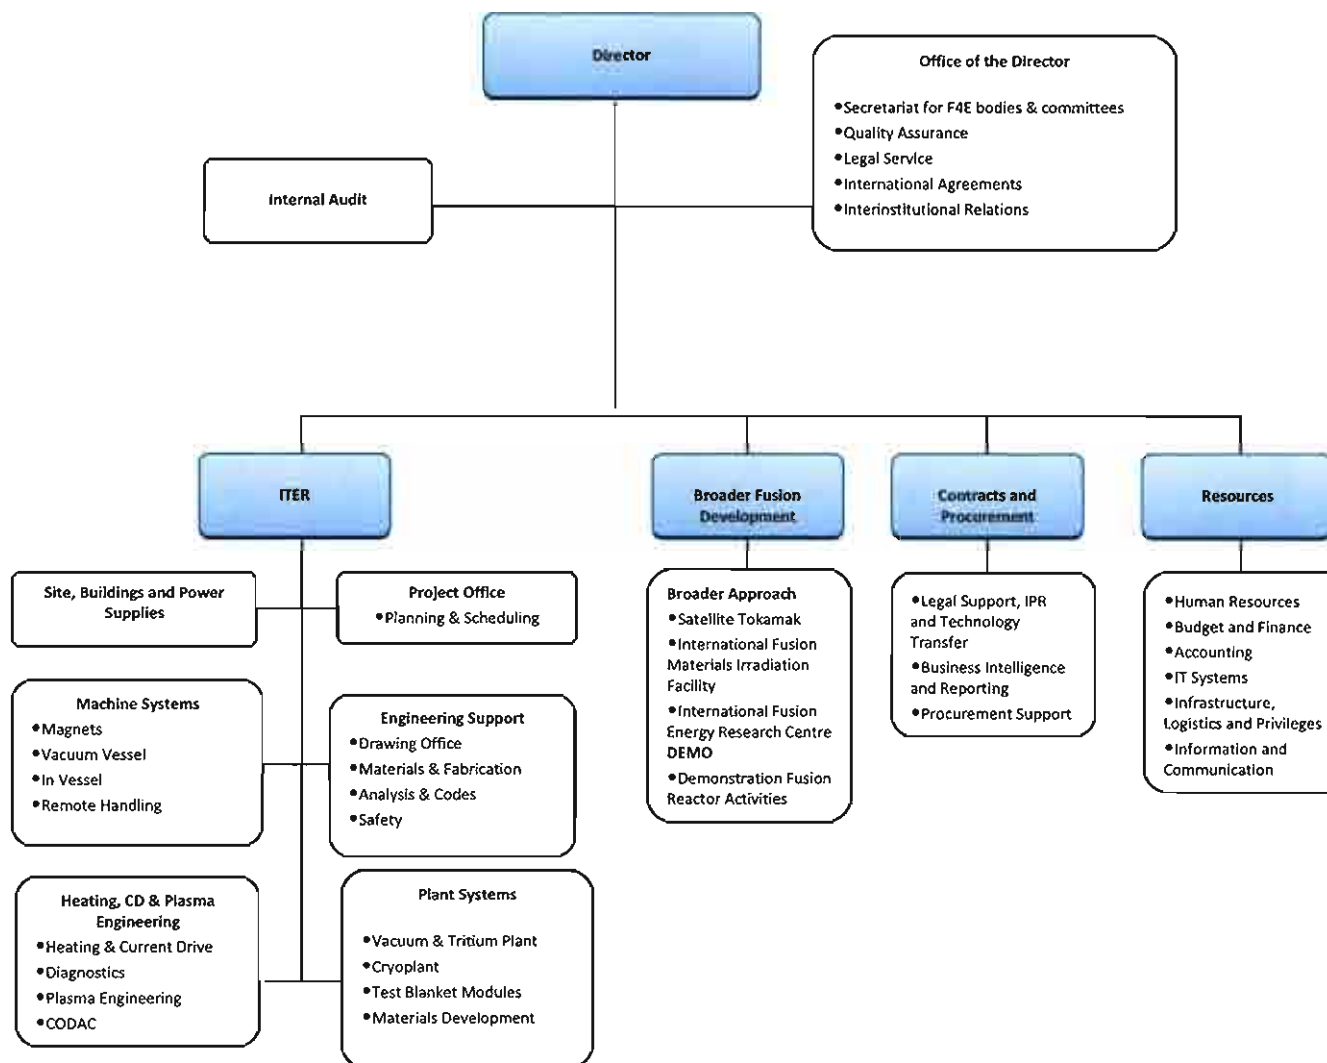 Director
Office of the Director
•Secretariat for F4E bodies & committees
•Quality Assurance
•Legal Service
•International Agreements
•Interinstitutional Relations
Internal Audit
ITER
Broader Fusion
Development
Contracts and
Procurement
Resources
Site, Buildings and Power
Supplies
Project Office
•Planning & Scheduling
Machine Systems
•Magnets
•Vacuum Vessel
•In Vessel
•Remote Handling
Engineering Support
•Drawing Office
•Materials & Fabrication
•Analysis & Codes
•Safety
Heating, CD & Plasma
Engineering
•Heating & Current Drive
•Diagnostics
•Plasma Engineering
•CODAC
Plant Systems
•Vacuum & Tritium Plant
•Cryoplant
•Test Blanket Modules
•Materials Development
Broader Approach
•Satellite Tokamak
•International Fusion
Materials Irradiation
Facility
•International Fusion
Energy Research Centre
DEMO
•Demonstration Fusion
Reactor Activities
•Legal Support, IPR
and Technology
Transfer
•Business Intelligence
and Reporting
•Procurement Support
•Human Resources
•Budget and Finance
•Accounting
•IT Systems
•Infrastructure,
Logistics and Privileges
•Information and
Communication